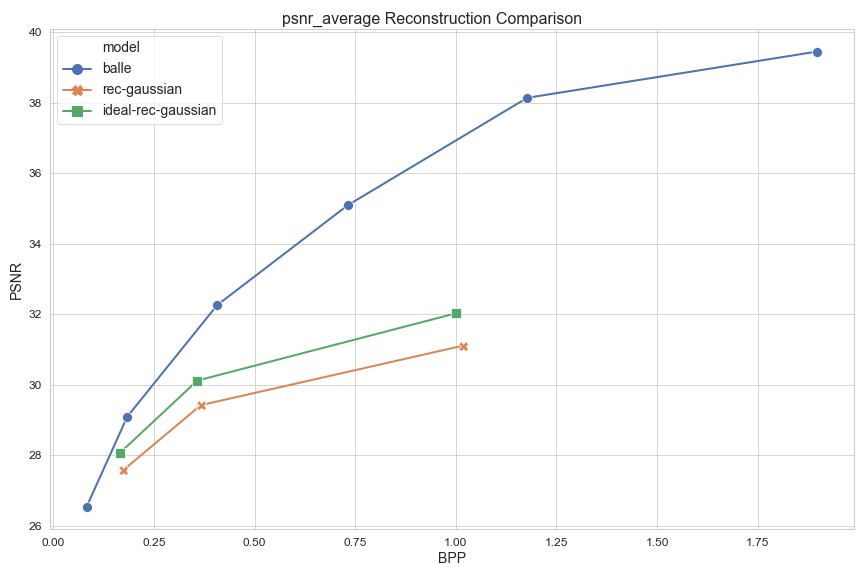 psnr_average Reconstruction Comparison
model
balle
rec-gaussian
ideal-rec-gaussian
PSNR
40
38
36
34
32
30
28
26
0.00 0.25 0.50 0.75 1.00 1.25 1.50 1.75
BPP